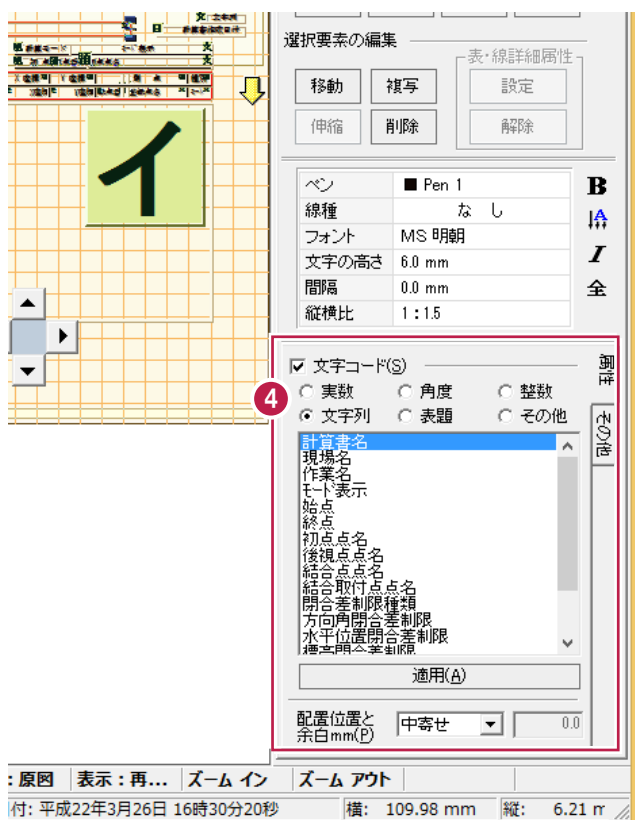 選択要素の編集
表・線詳細属性
移動 複写 設定
伸縮 削除 解除
イ
ペン ■ Pen 1
線種 な し
フォント MS 明朝
文字の高さ 6.0 mm
間隔 0.0 mm
縦横比 1 : 1.5
B
A
I
全
4
文字コード(S)
実数 角度 整数
文字列 表題 その他
計算書名
現場名
作業名
モード表示
始点
終点
初点点名
後視点点名
結合点点名
結合取付点点名
閉合差制限種類
方向角閉合差制限
水平位置閉合差制限
標高閉合差制限
適用(A)
配置位置と
余白mm(P) 中寄せ 0.0
属性
その他
: 原図 表示 : 再... ズーム イン ズーム アウト
付: 平成22年3月26日 16時30分20秒 横: 109.98 mm 縦: 6.21 m